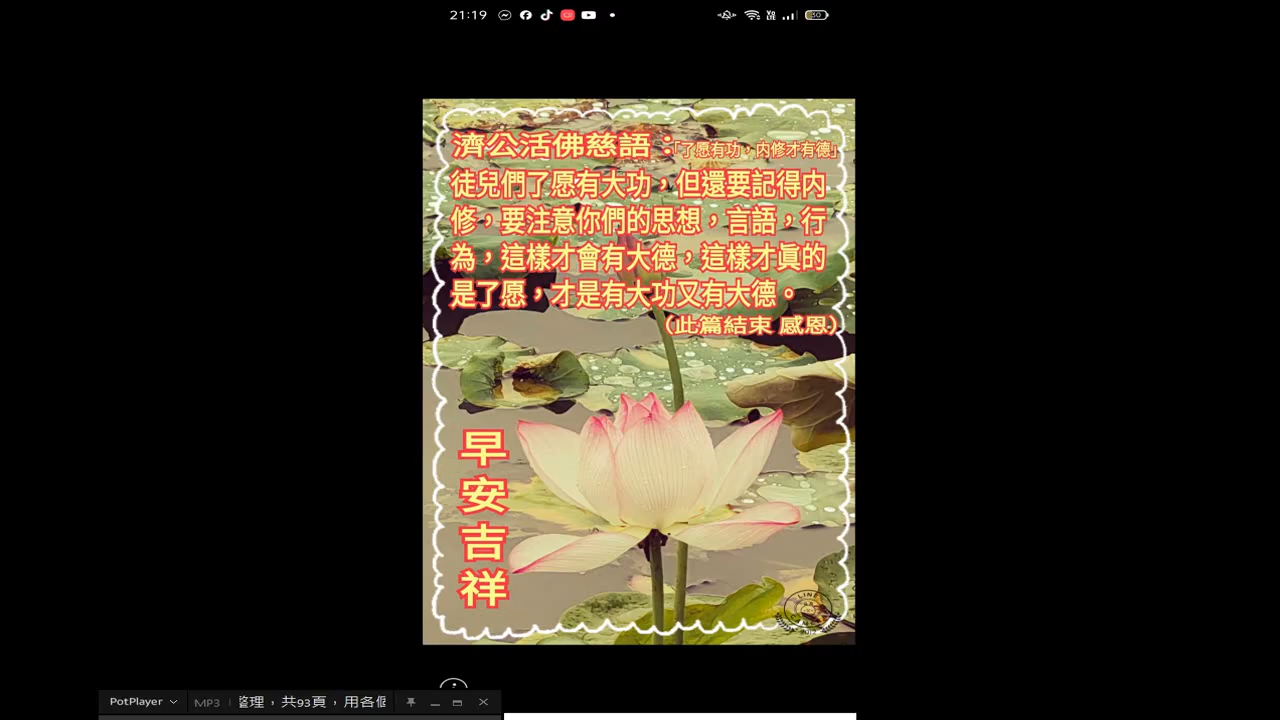 21:19
VO LTE
30
濟公活佛慈語：「了愿有功，內修才有德」
徒兒們了愿有大功，但還要記得內
修，要注意你們的思想，言語，行
為，這樣才會有大德，這樣才真的
是了愿，才是有大功又有大德。
（此篇結束 感恩）
早安吉祥
LINE
PotPlayer MP3 整理，共93頁，用各個